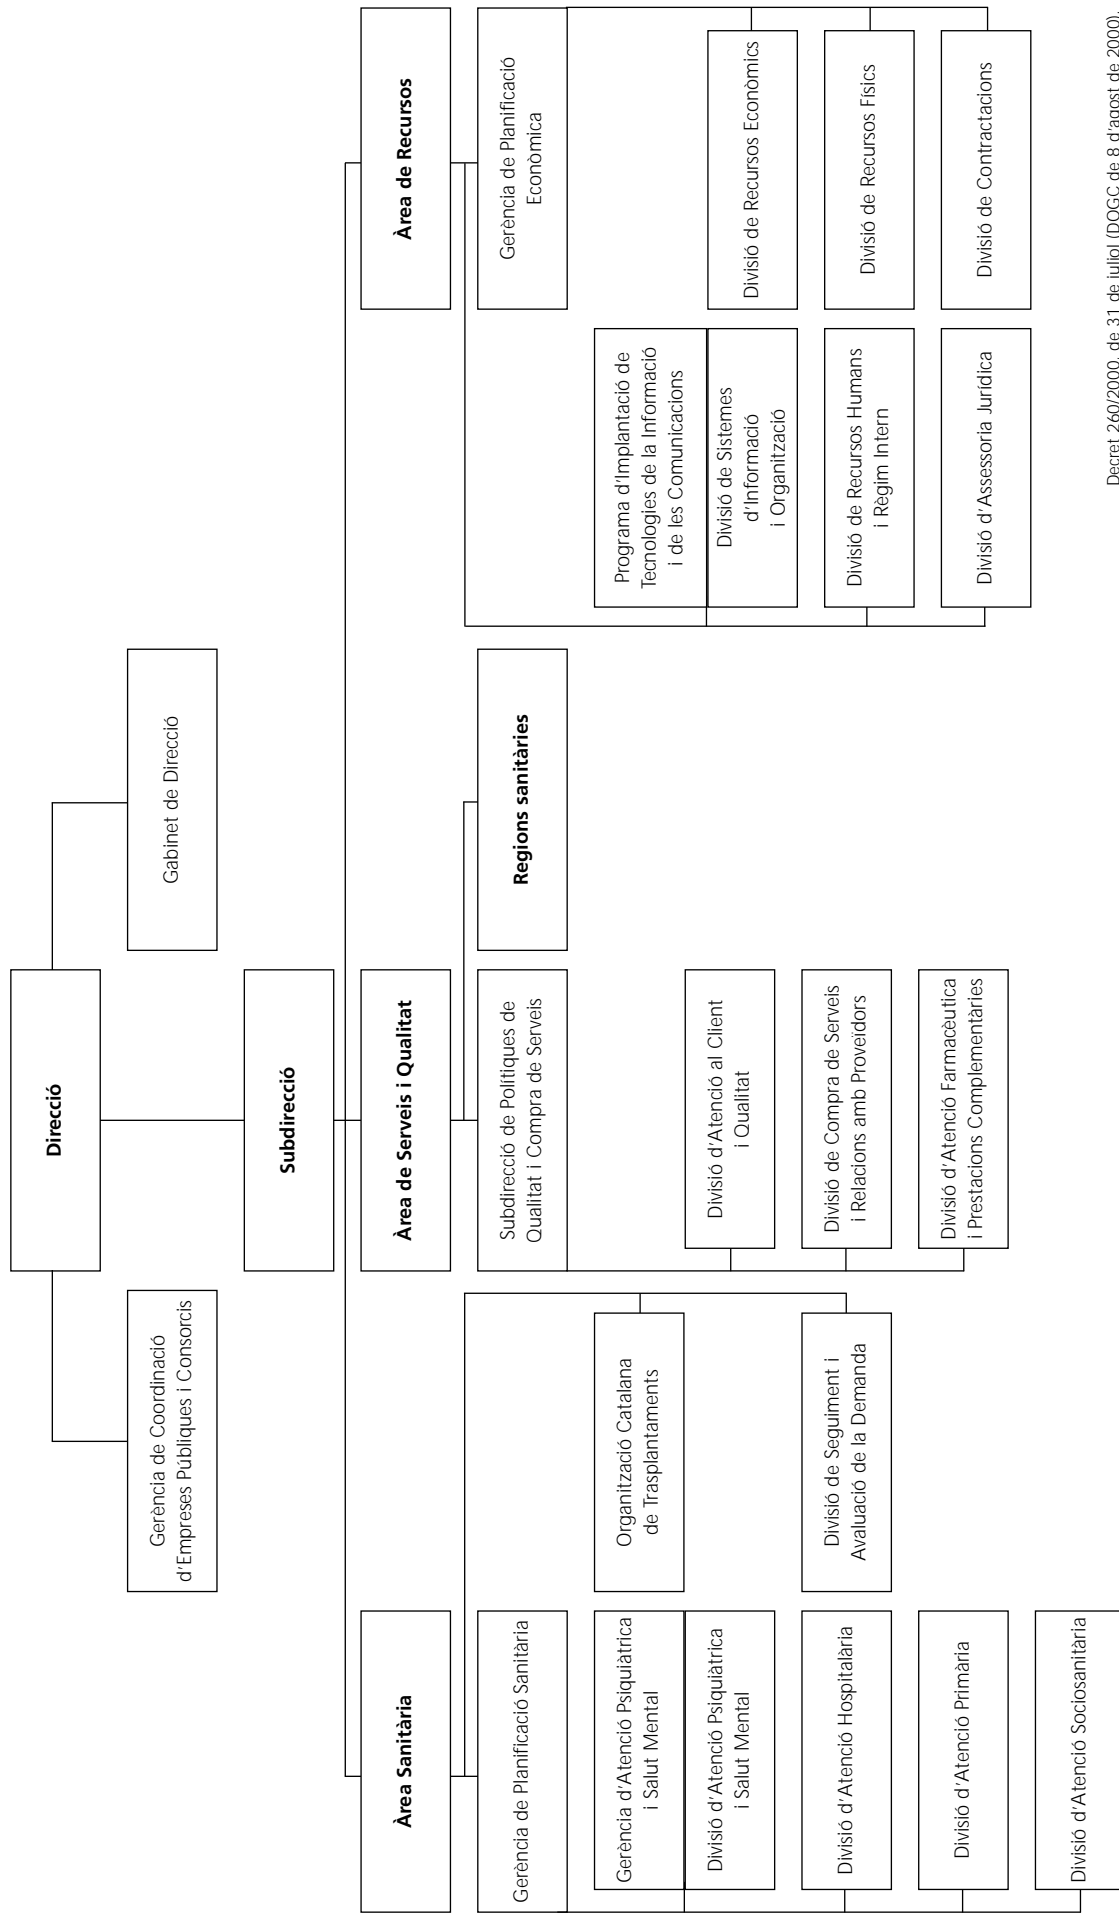 Direcció
Gerència de Coordinació
d'Empreses Públiques i Consorcis
Gabinet de Direcció
Subdirecció
Àrea Sanitària
Àrea de Serveis i Qualitat
Àrea de Recursos
Gerència de Planificació Sanitària
Subdirecció de Polítiques de
Qualitat i Compra de Serveis
Regions sanitàries
Gerència de Planificació
Econòmica
Gerència d'Atenció Psiquiàtrica
i Salut Mental
Divisió d'Atenció Psiquiàtrica
i Salut Mental
Divisió d'Atenció Hospitalària
Divisió d'Atenció Primària
Divisió d'Atenció Sociosanitària
Organització Catalana
de Trasplantaments
Divisió de Seguiment i
Avaluació de la Demanda
Divisió d'Atenció al Client
i Qualitat
Divisió de Compra de Serveis
i Relacions amb Proveïdors
Divisió d'Atenció Farmacèutica
i Prestacions Complementàries
Programa d'Implantació de
Tecnologies de la Informació
i de les Comunicacions
Divisió de Sistemes
d'Informació
i Organització
Divisió de Recursos Humans
i Règim Intern
Divisió d'Assessoria Jurídica
Divisió de Recursos Econòmics
Divisió de Recursos Físics
Divisió de Contractacions
Decret 260/2000, de 31 de juliol (DOGC de 8 d'agost de 2000).